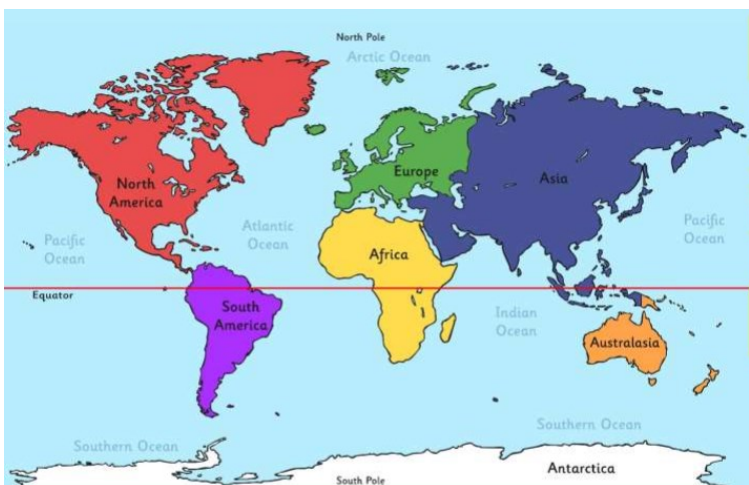 North Pole
Arctic Ocean
North
America
Europe
Asia
Atlantic
Ocean
Pacific
Ocean
Pacific
Ocean
Africa
Equator
South
America
Indian
Ocean
Australasia
Southern Ocean
Southern Ocean
Antarctica
South Pole